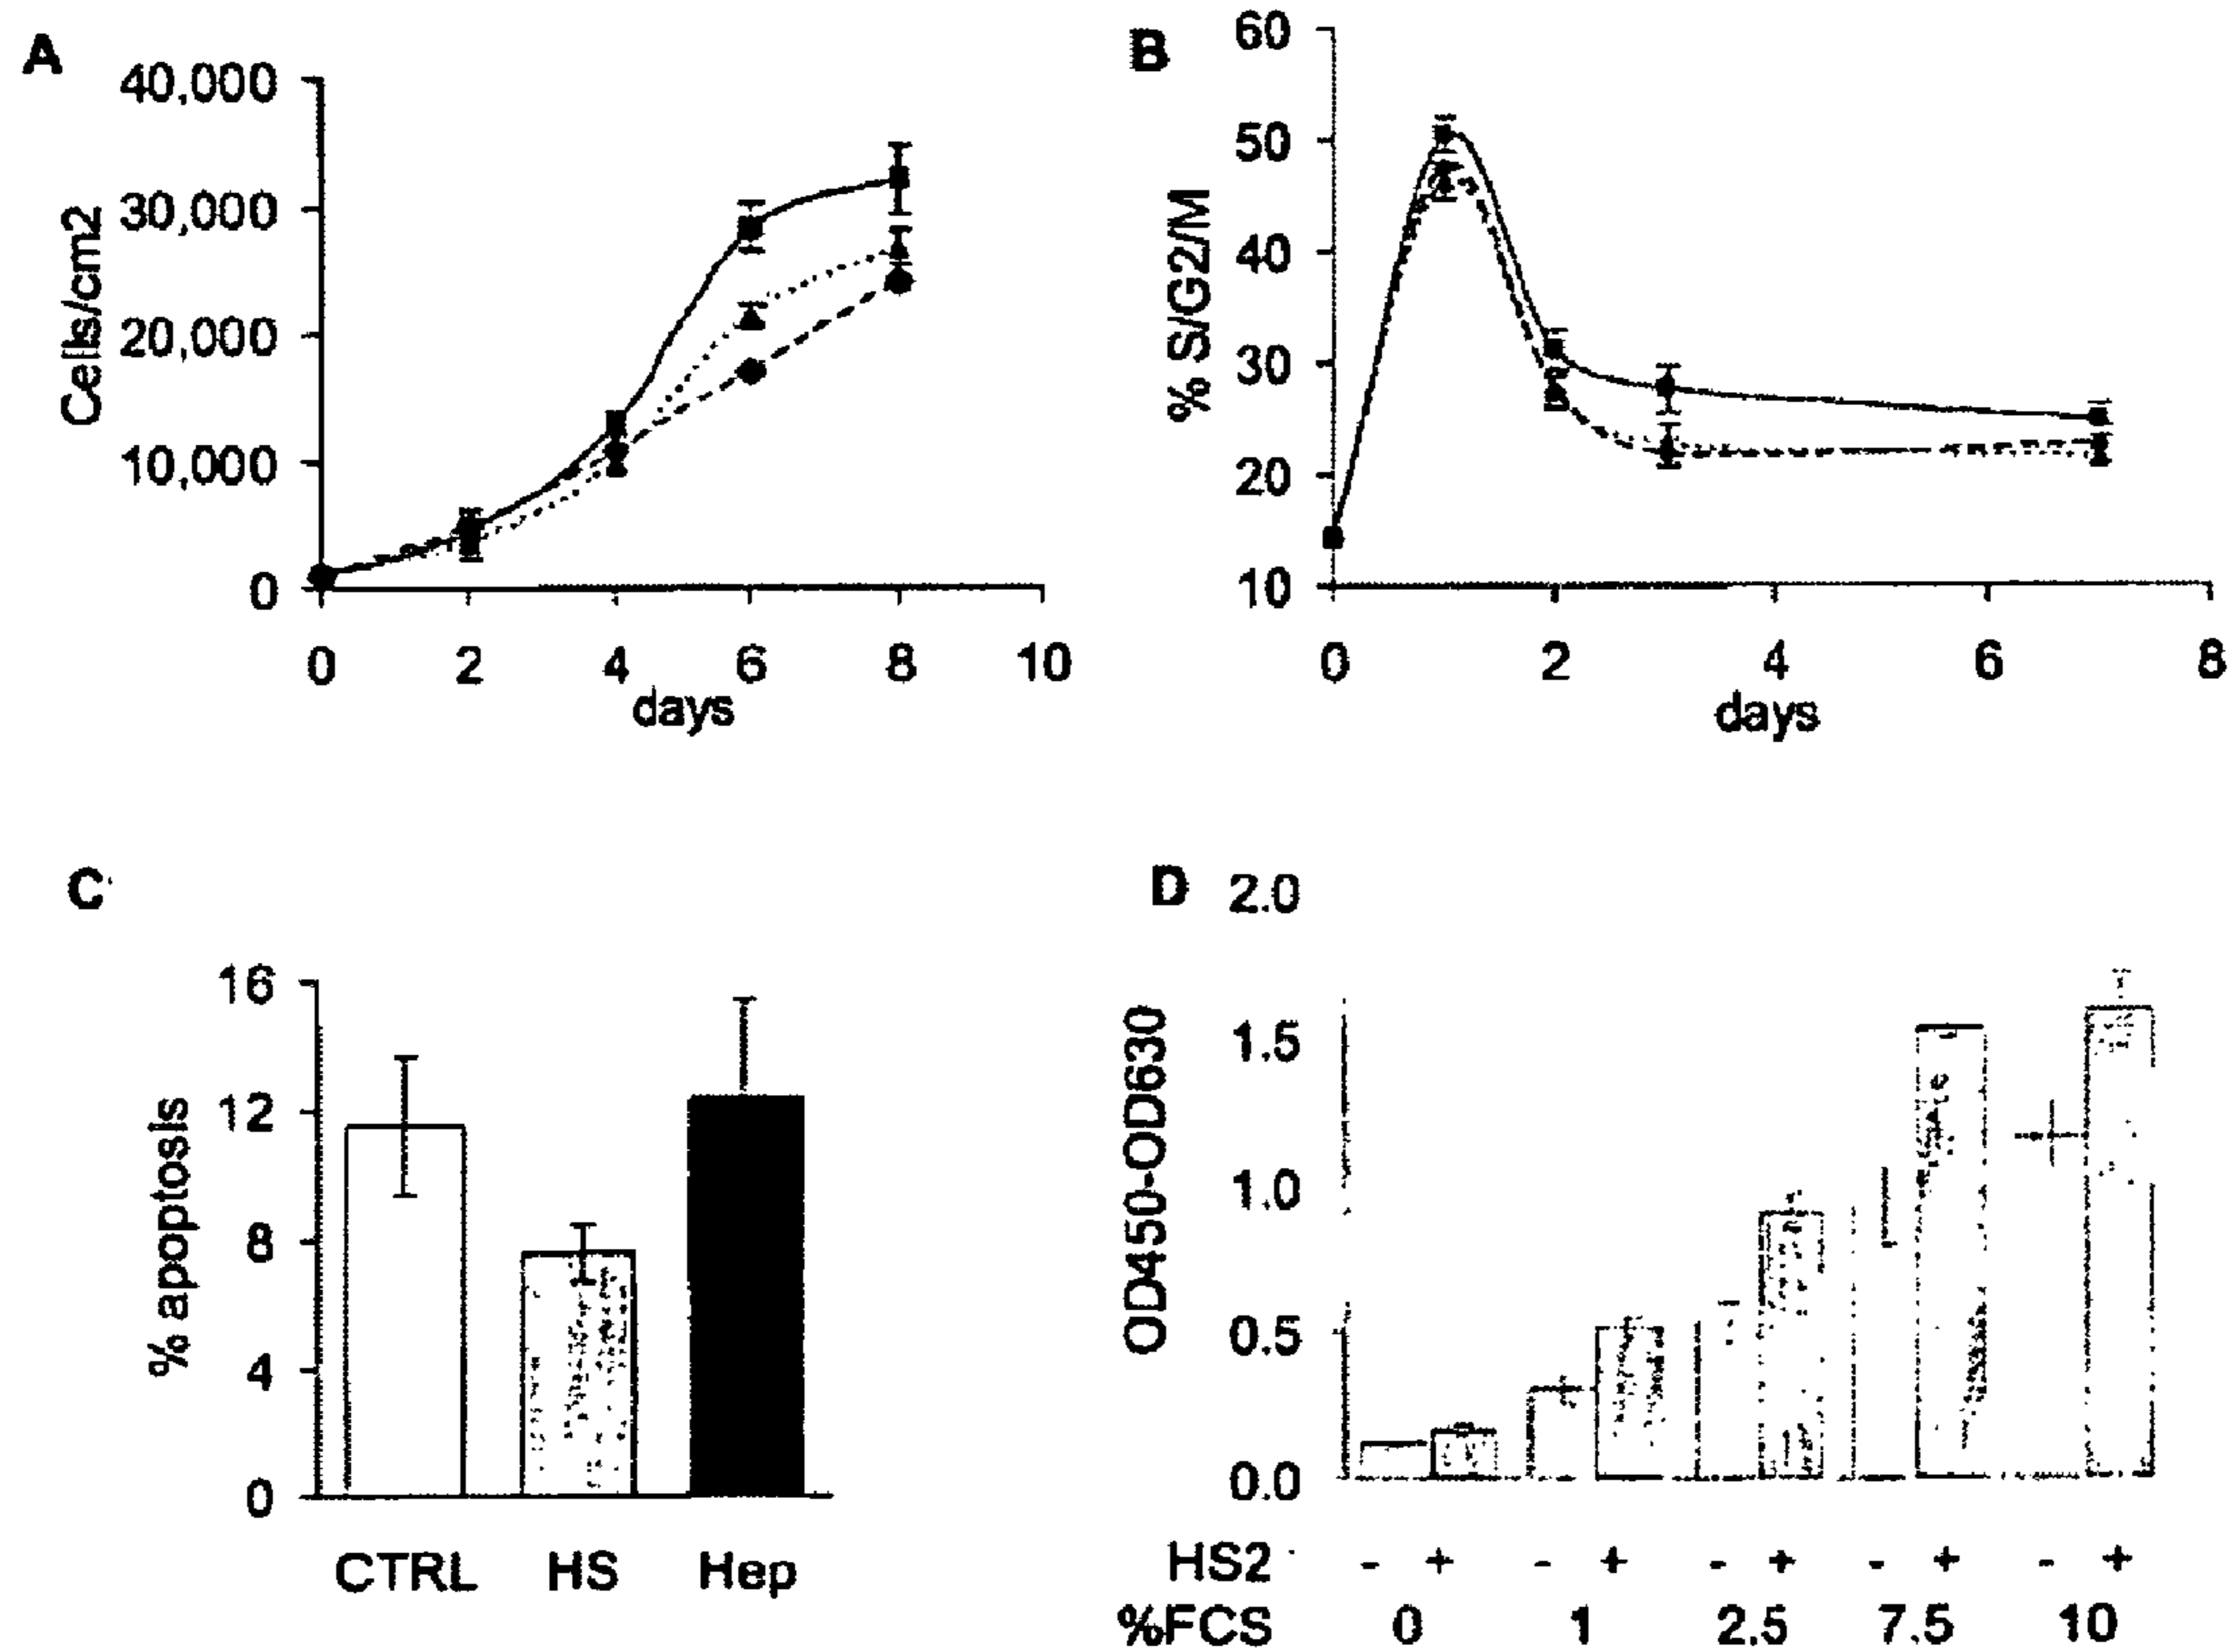 A
40,000
30,000
20,000
10,000
0
Cells/cm2
0 2 4 6 8 10
days
B
60
50
40
30
20
10
% S/G2/M
0 2 4 6 8
days
C
16
12
8
4
0
% apoptosis
CTRL HS Hep
D
2.0
1.5
1.0
0.5
0.0
OD450-OD630
HS2 - + - + - + - + - +
%FCS 0 1 2.5 7.5 10